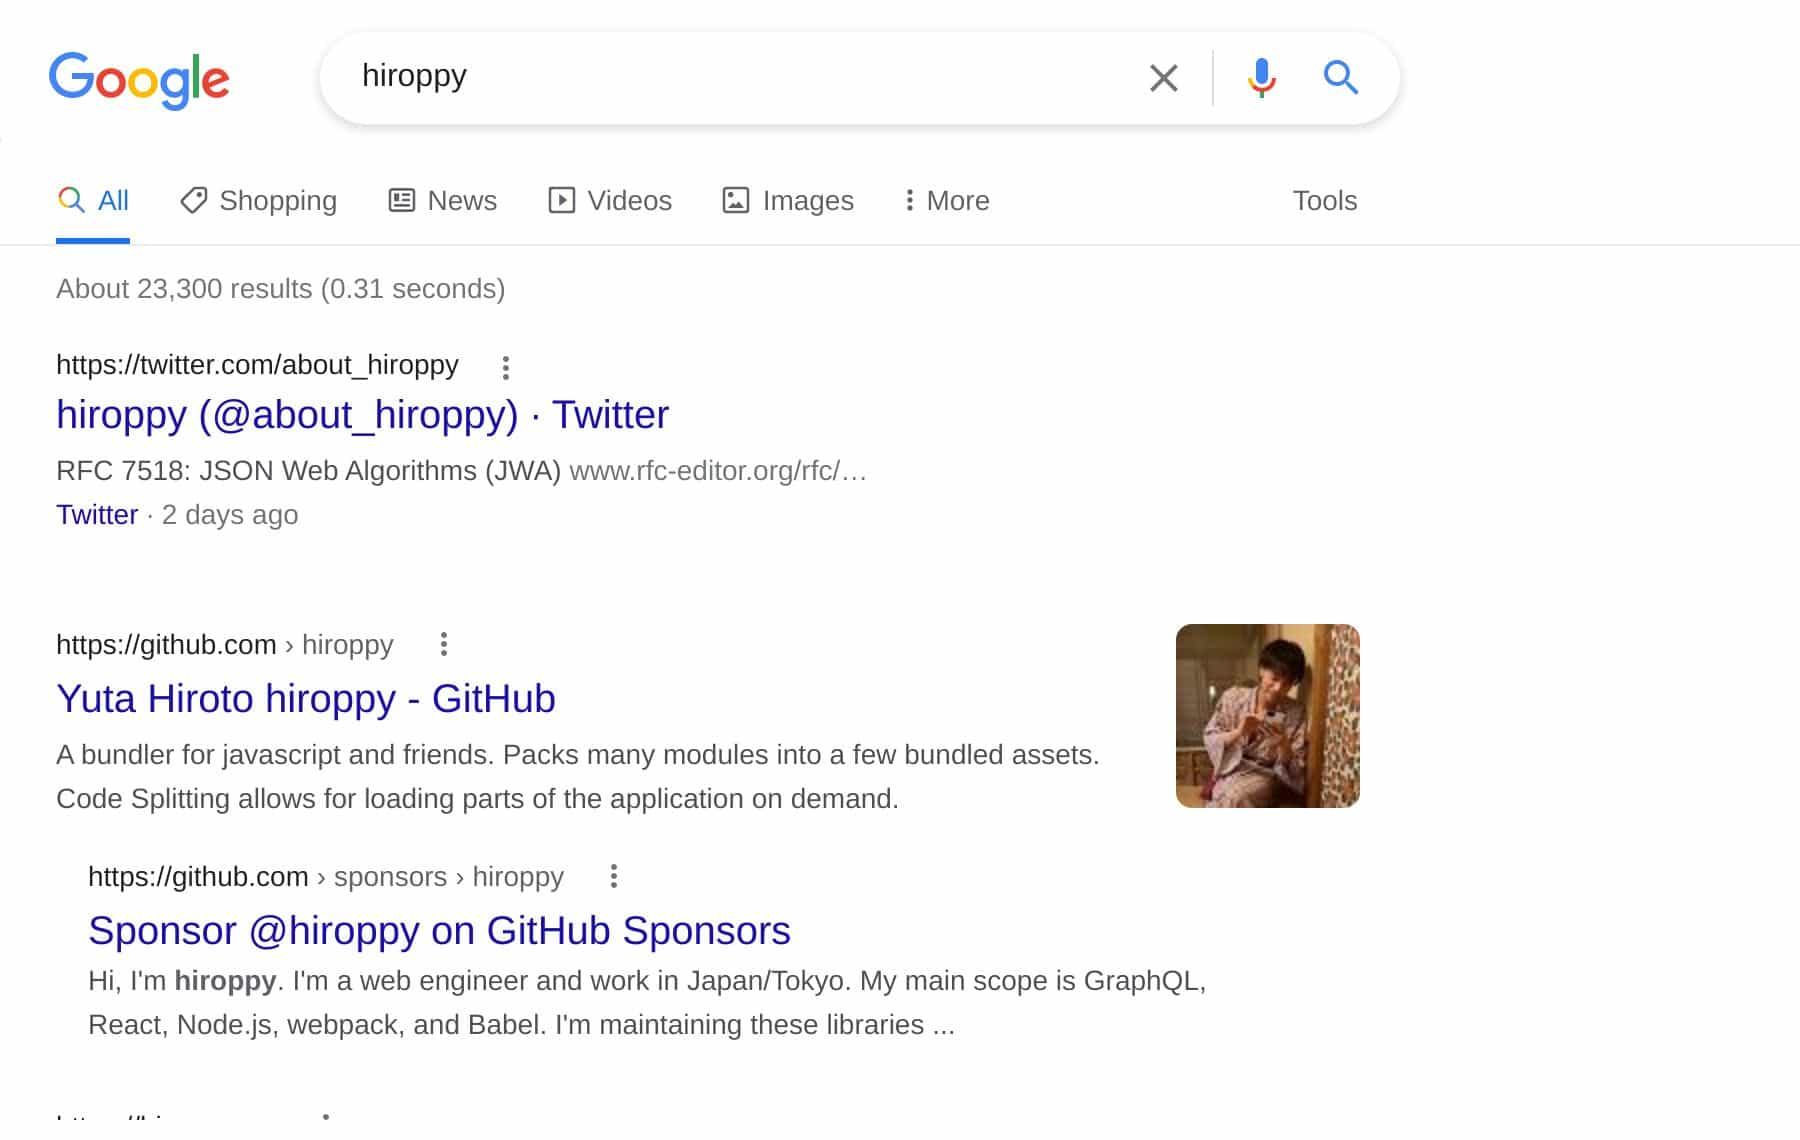 Google
hiroppy
All Shopping News Videos Images More Tools
About 23,300 results (0.31 seconds)
https://twitter.com/about_hiroppy
hiroppy (@about_hiroppy) · Twitter
RFC 7518: JSON Web Algorithms (JWA) www.rfc-editor.org/rfc/…
Twitter · 2 days ago
https://github.com › hiroppy
Yuta Hiroto hiroppy - GitHub
A bundler for javascript and friends. Packs many modules into a few bundled assets.
Code Splitting allows for loading parts of the application on demand.
https://github.com › sponsors › hiroppy
Sponsor @hiroppy on GitHub Sponsors
Hi, I'm hiroppy. I'm a web engineer and work in Japan/Tokyo. My main scope is GraphQL,
React, Node.js, webpack, and Babel. I'm maintaining these libraries ...